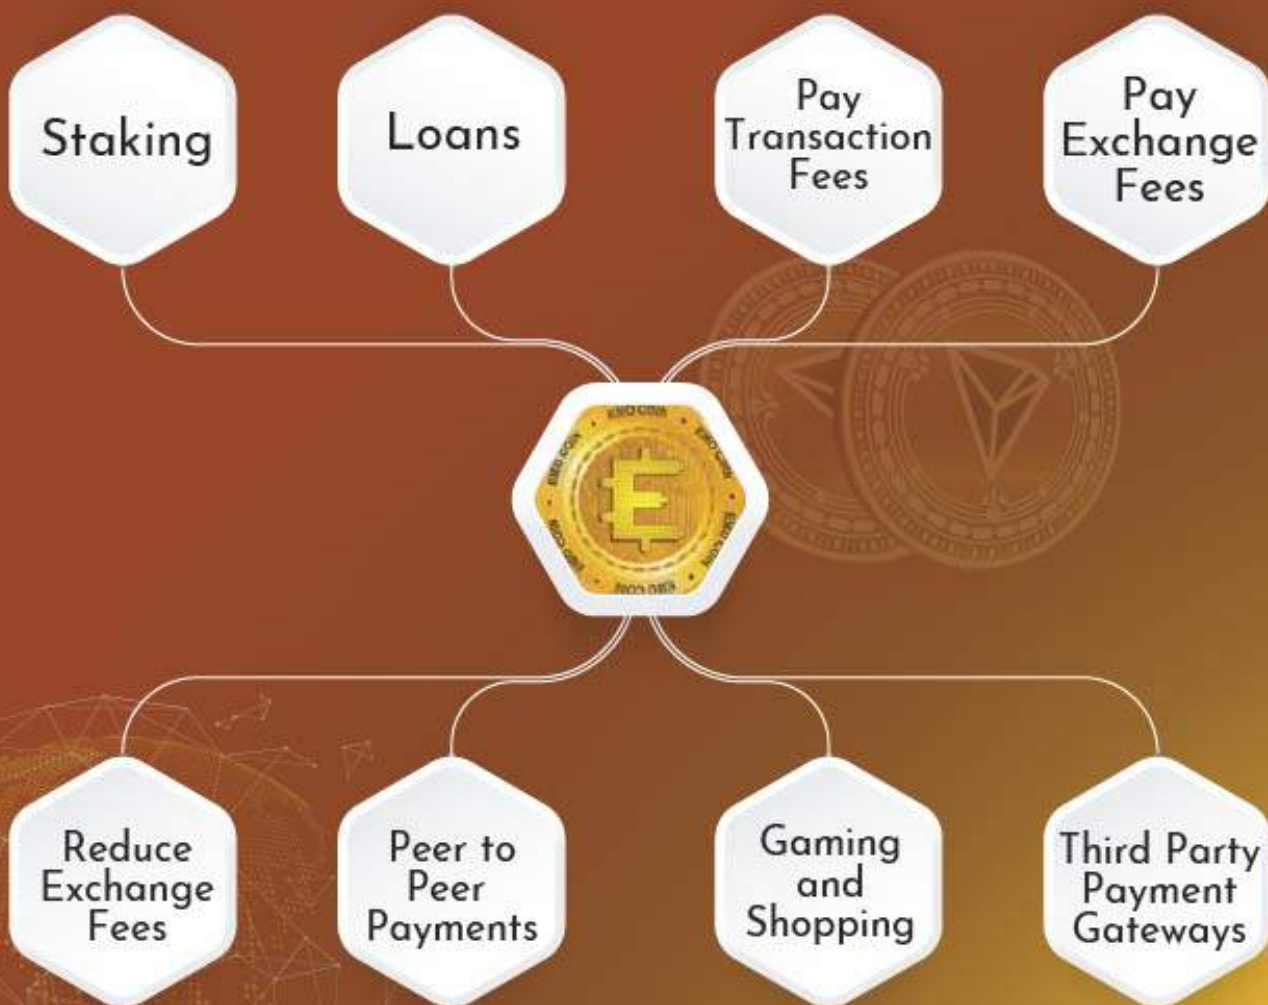 Staking
Loans
Pay
Transaction
Fees
Pay
Exchange
Fees
E
Reduce
Exchange
Fees
Peer to
Peer
Payments
Gaming
and
Shopping
Third Party
Payment
Gateways